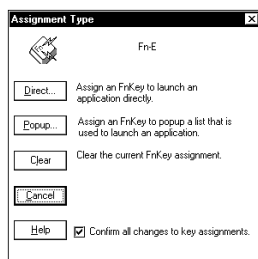 Assignment Type
Fn-E
Direct...
Assign an FnKey to launch an
application directly.
Popup...
Assign an FnKey to popup a list that is
used to launch an application.
Clear
Clear the current FnKey assignment.
Cancel
Help
Confirm all changes to key assignments.